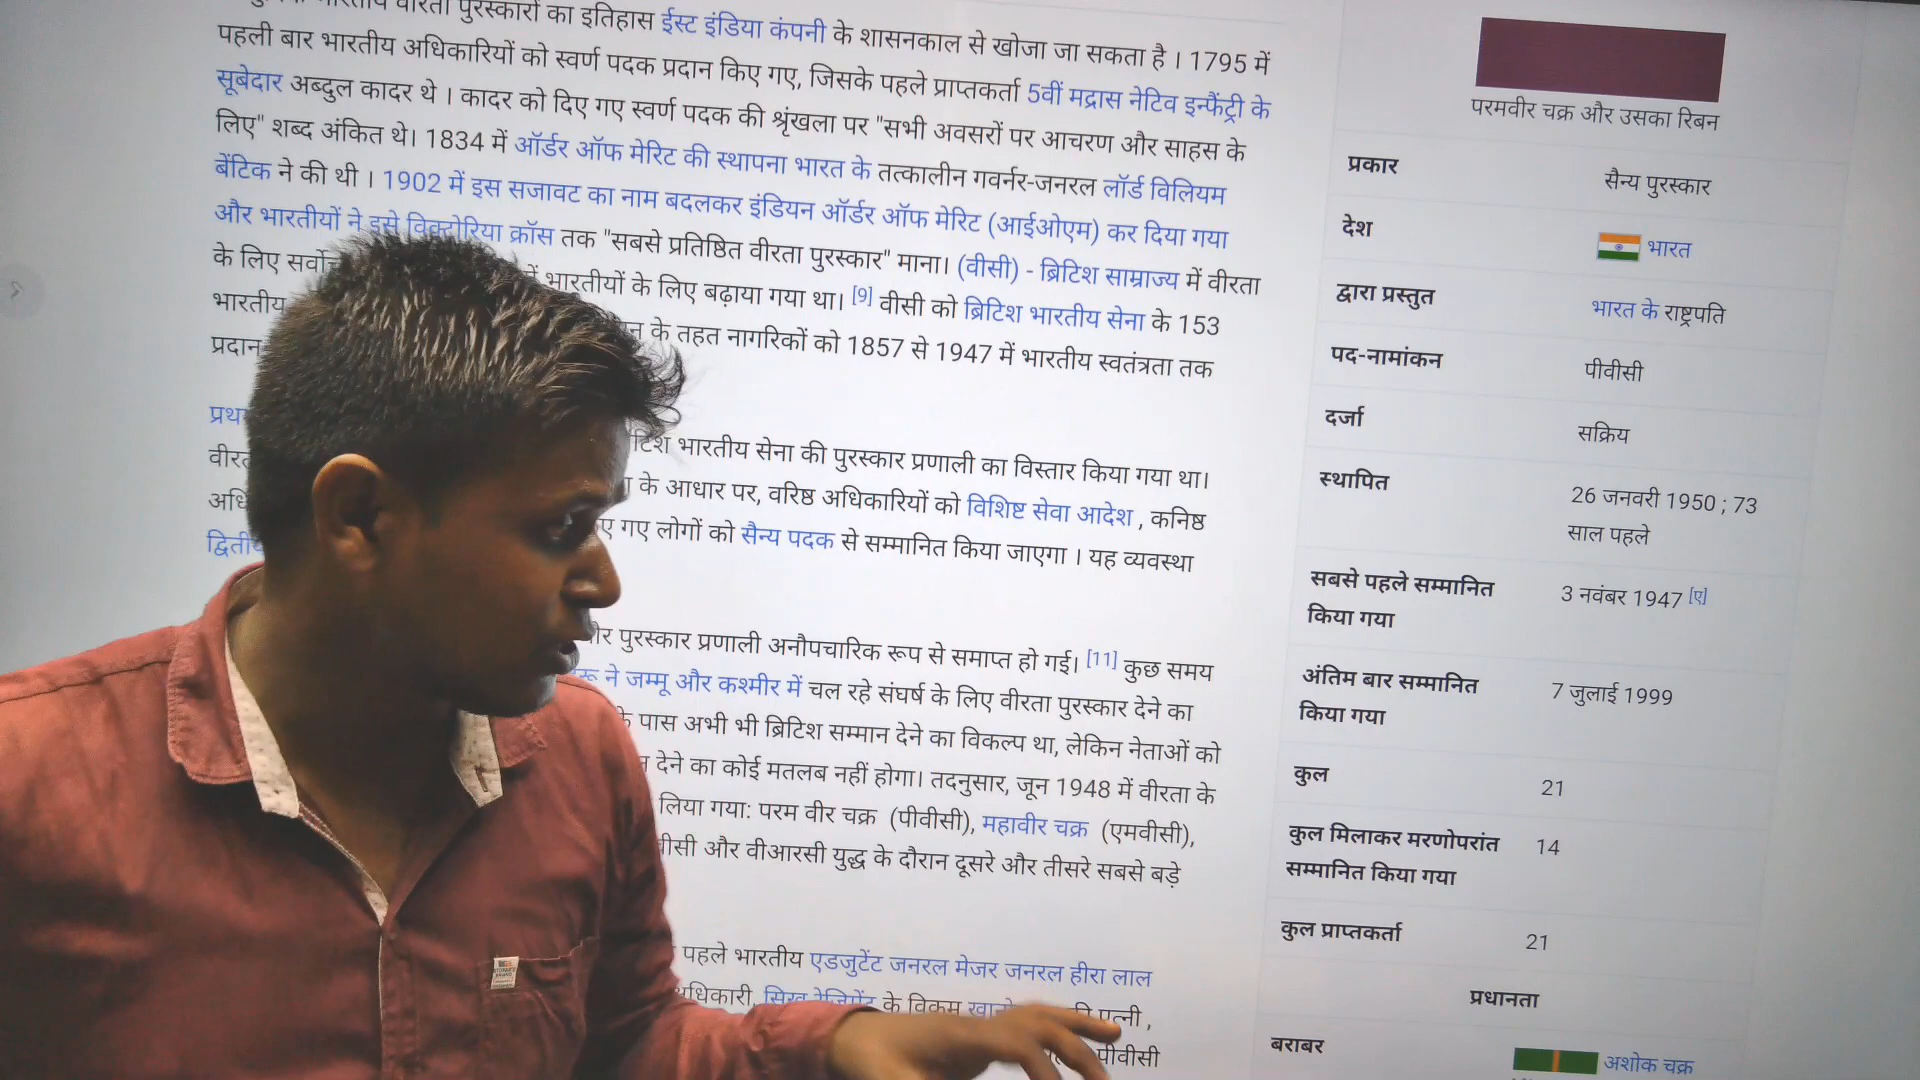 भारतीय वीरता पुरस्कारों का इतिहास ईस्ट इंडिया कंपनी के शासनकाल से खोजा जा सकता है । 1795 में
पहली बार भारतीय अधिकारियों को स्वर्ण पदक प्रदान किए गए, जिसके पहले प्राप्तकर्ता 5वीं मद्रास नेटिव इन्फैंट्री के
सूबेदार अब्दुल कादर थे । कादर को दिए गए स्वर्ण पदक की श्रृंखला पर "सभी अवसरों पर आचरण और साहस के
लिए" शब्द अंकित थे। 1834 में ऑर्डर ऑफ मेरिट की स्थापना भारत के तत्कालीन गवर्नर-जनरल लॉर्ड विलियम
बेंटिक ने की थी । 1902 में इस सजावट का नाम बदलकर इंडियन ऑर्डर ऑफ मेरिट (आईओएम) कर दिया गया
और भारतीयों ने इसे विक्टोरिया क्रॉस तक "सबसे प्रतिष्ठित वीरता पुरस्कार" माना। (वीसी) - ब्रिटिश साम्राज्य में वीरता
के लिए में भारतीयों के लिए बढ़ाया गया था। [9] वीसी को ब्रिटिश भारतीय सेना के 153
भारतीय के तहत नागरिकों को 1857 से 1947 में भारतीय स्वतंत्रता तक
प्रदान
भारतीय सेना की पुरस्कार प्रणाली का विस्तार किया गया था।
के आधार पर, वरिष्ठ अधिकारियों को विशिष्ट सेवा आदेश , कनिष्ठ
गए लोगों को सैन्य पदक से सम्मानित किया जाएगा । यह व्यवस्था
पुरस्कार प्रणाली अनौपचारिक रूप से समाप्त हो गई। [11] कुछ समय
ने जम्मू और कश्मीर में चल रहे संघर्ष के लिए वीरता पुरस्कार देने का
के पास अभी भी ब्रिटिश सम्मान देने का विकल्प था, लेकिन नेताओं को
देने का कोई मतलब नहीं होगा। तदनुसार, जून 1948 में वीरता के
लिया गया: परम वीर चक्र (पीवीसी), महावीर चक्र (एमवीसी),
और वीआरसी युद्ध के दौरान दूसरे और तीसरे सबसे बड़े
पहले भारतीय एडजुटेंट जनरल मेजर जनरल हीरा लाल
अधिकारी, सिख रेजिमेंट के विक्रम पत्नी ,
पीवीसी
परमवीर चक्र और उसका रिबन
प्रकार सैन्य पुरस्कार
देश भारत
द्वारा प्रस्तुत भारत के राष्ट्रपति
पद-नामांकन पीवीसी
दर्जा सक्रिय
स्थापित 26 जनवरी 1950 ; 73
साल पहले
सबसे पहले सम्मानित 3 नवंबर 1947 [ए]
किया गया
अंतिम बार सम्मानित 7 जुलाई 1999
किया गया
कुल 21
कुल मिलाकर मरणोपरांत 14
सम्मानित किया गया
कुल प्राप्तकर्ता 21
प्रधानता
बराबर अशोक चक्र